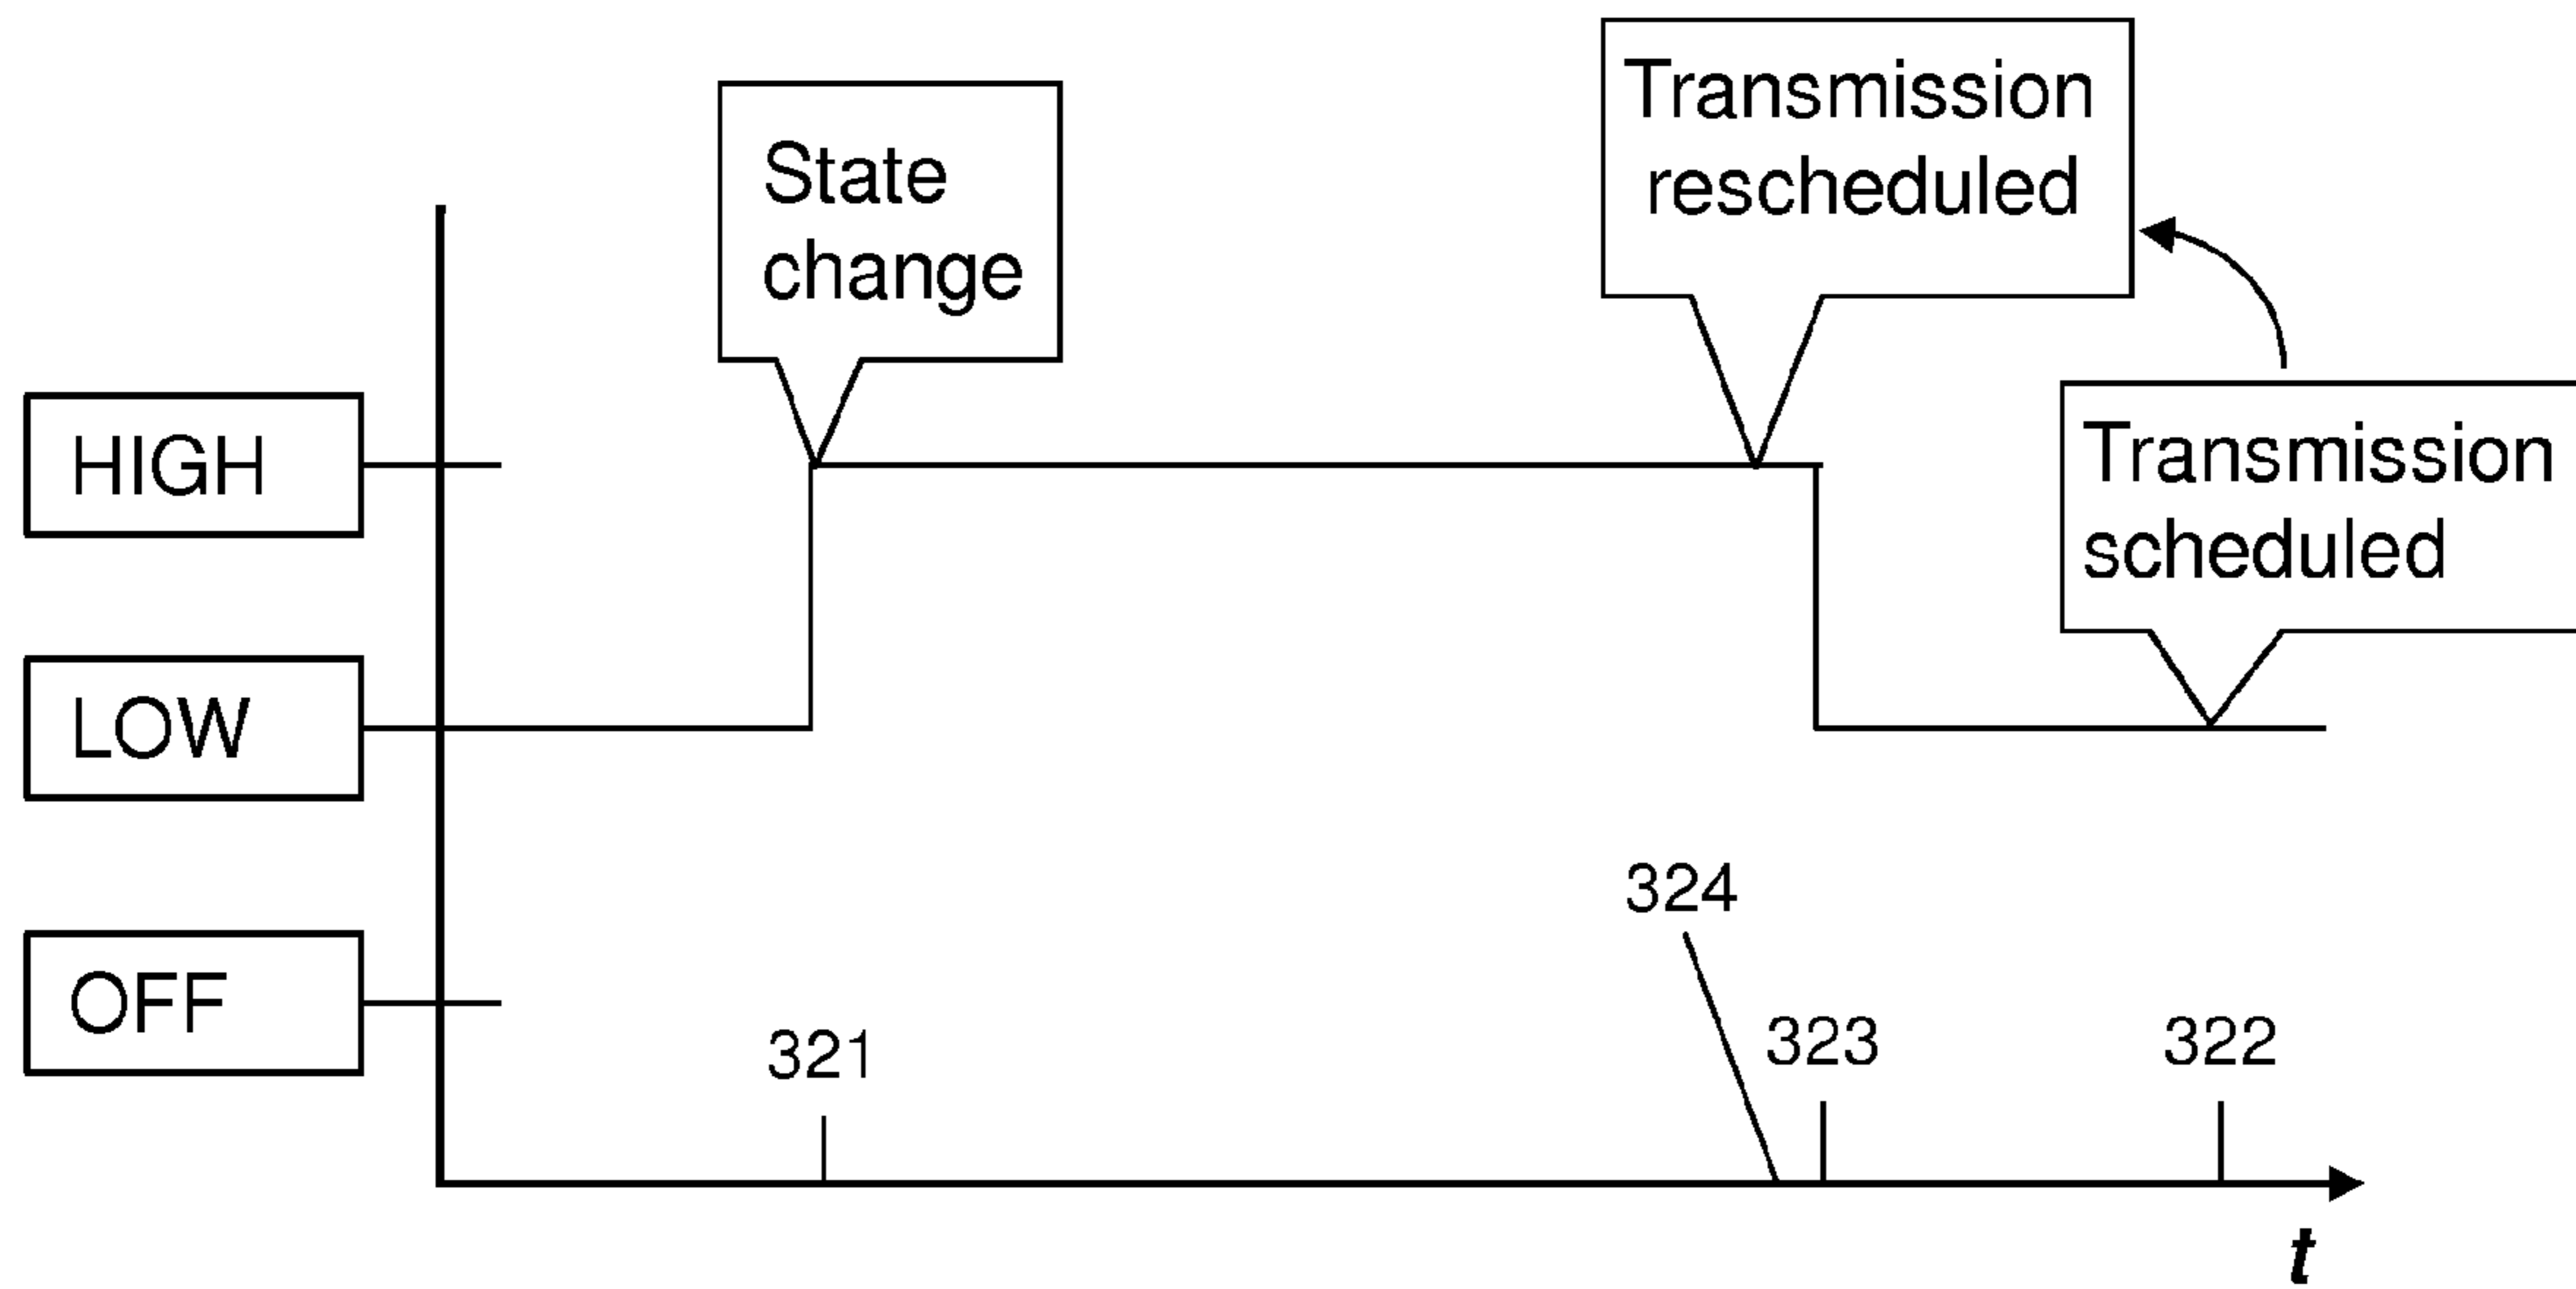 Transmission
rescheduled
State
change
HIGH
Transmission
scheduled
LOW
OFF
324
321
323
322
t